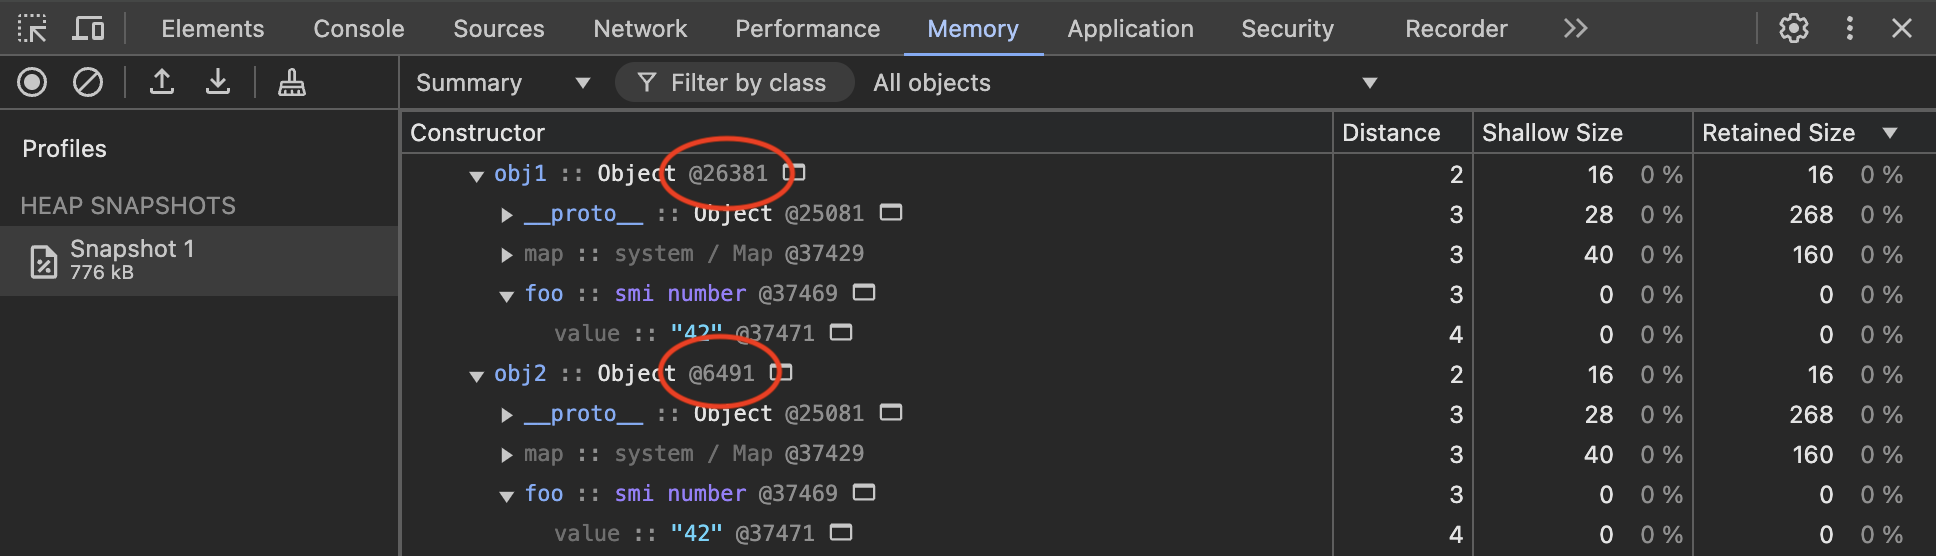 Elements Console Sources Network Performance Memory Application Security Recorder
Summary Filter by class All objects
Profiles
HEAP SNAPSHOTS
Snapshot 1
776 kB
Constructor Distance Shallow Size Retained Size
obj1 :: Object @26381 2 16 0 % 16 0 %
__proto__ :: Object @25081 3 28 0 % 268 0 %
map :: system / Map @37429 3 40 0 % 160 0 %
foo :: smi number @37469 3 0 0 % 0 0 %
value :: "42" @37471 4 0 0 % 0 0 %
obj2 :: Object @6491 2 16 0 % 16 0 %
__proto__ :: Object @25081 3 28 0 % 268 0 %
map :: system / Map @37429 3 40 0 % 160 0 %
foo :: smi number @37469 3 0 0 % 0 0 %
value :: "42" @37471 4 0 0 % 0 0 %